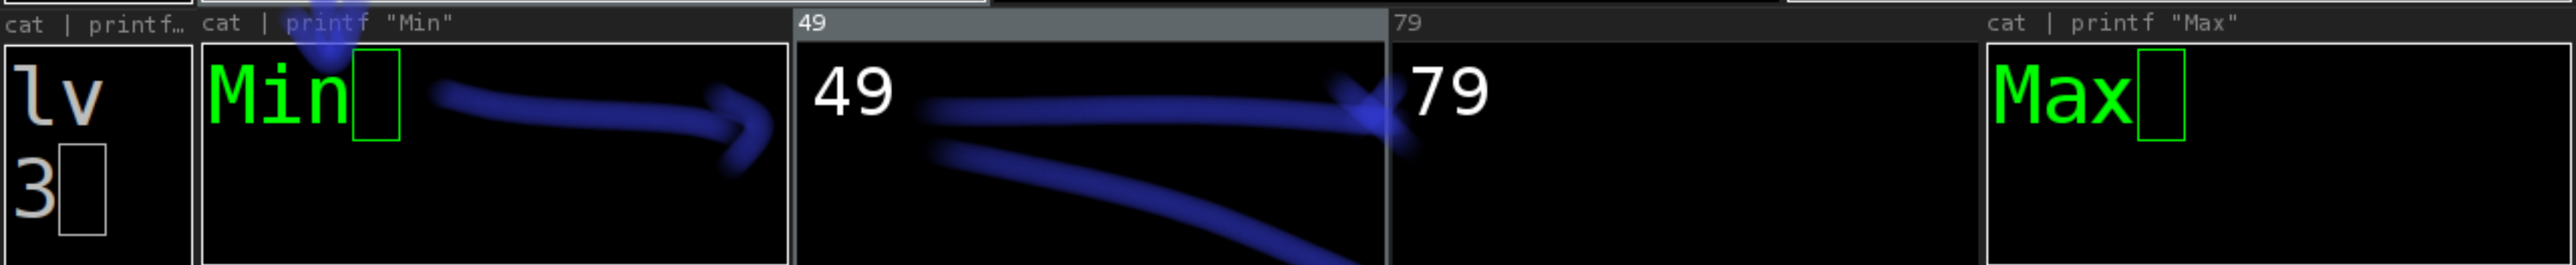 cat | printf…
cat | printf "Min"
49
79
cat | printf "Max"
lv
3
Min
49
79
Max